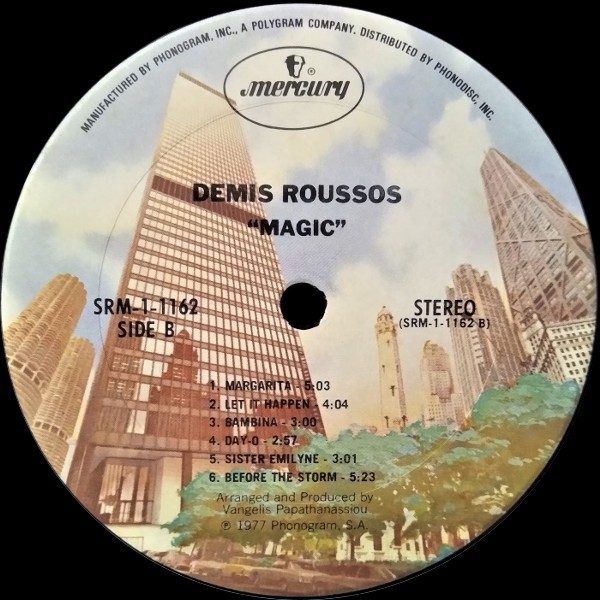 MANUFACTURED BY PHONOGRAM, INC., A POLYGRAM COMPANY. DISTRIBUTED BY PHONODISC, INC.
®
mercury
DEMIS ROUSSOS
“MAGIC”
SRM-1-1162
SIDE B
STEREO
(SRM-1-1162 B)
1. MARGARITA - 5:03
2. LET IT HAPPEN - 4:04
3. BAMBINA - 3:00
4. DAY-O - 2:57
5. SISTER EMILYNE - 3:01
6. BEFORE THE STORM - 5:23
Arranged and Produced by
Vangelis Papathanassiou
℗ 1977 Phonogram, S.A.